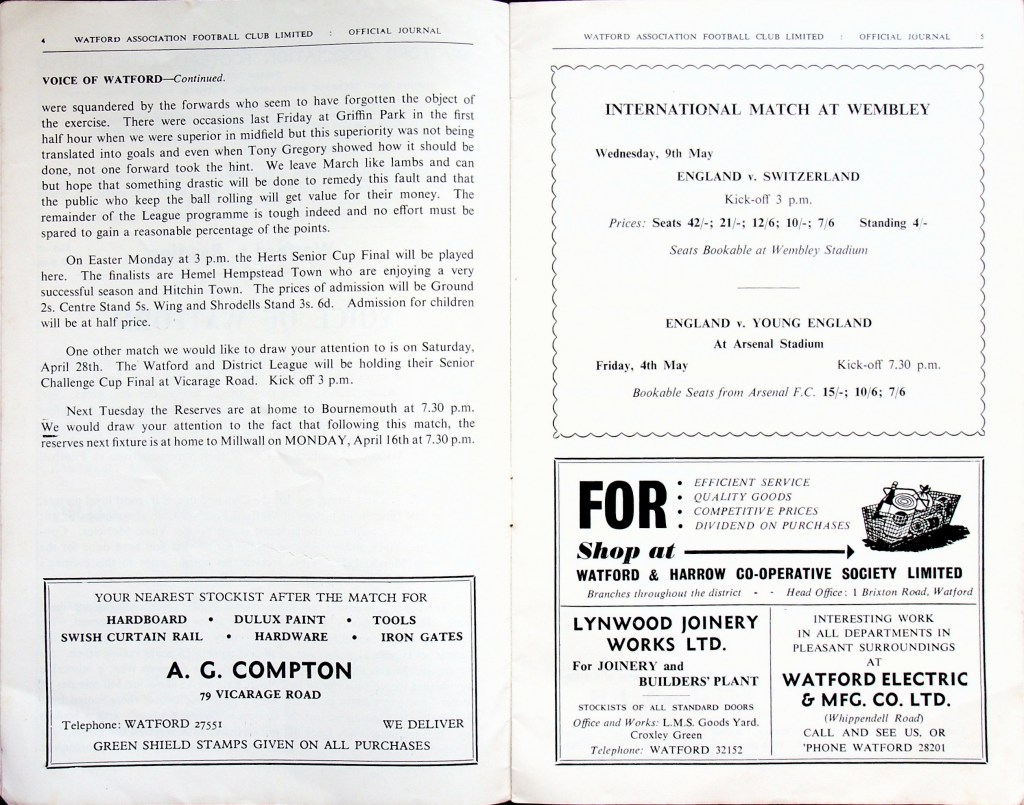 4 WATFORD ASSOCIATION FOOTBALL CLUB LIMITED : OFFICIAL JOURNAL
VOICE OF WATFORD—Continued.
were squandered by the forwards who seem to have forgotten the object of
the exercise. There were occasions last Friday at Griffin Park in the first
half hour when we were superior in midfield but this superiority was not being
translated into goals and even when Tony Gregory showed how it should be
done, not one forward took the hint. We leave March like lambs and can
but hope that something drastic will be done to remedy this fault and that
the public who keep the ball rolling will get value for their money. The
remainder of the League programme is tough indeed and no effort must be
spared to gain a reasonable percentage of the points.
On Easter Monday at 3 p.m. the Herts Senior Cup Final will be played
here. The finalists are Hemel Hempstead Town who are enjoying a very
successful season and Hitchin Town. The prices of admission will be Ground
2s. Centre Stand 5s. Wing and Shrodells Stand 3s. 6d. Admission for children
will be at half price.
One other match we would like to draw your attention to is on Saturday,
April 28th. The Watford and District League will be holding their Senior
Challenge Cup Final at Vicarage Road. Kick off 3 p.m.
Next Tuesday the Reserves are at home to Bournemouth at 7.30 p.m.
We would draw your attention to the fact that following this match, the
reserves next fixture is at home to Millwall on MONDAY, April 16th at 7.30 p.m.
YOUR NEAREST STOCKIST AFTER THE MATCH FOR
HARDBOARD • DULUX PAINT • TOOLS
SWISH CURTAIN RAIL • HARDWARE • IRON GATES
A. G. COMPTON
79 VICARAGE ROAD
Telephone: WATFORD 27551 WE DELIVER
GREEN SHIELD STAMPS GIVEN ON ALL PURCHASES
WATFORD ASSOCIATION FOOTBALL CLUB LIMITED : OFFICIAL JOURNAL 5
INTERNATIONAL MATCH AT WEMBLEY
Wednesday, 9th May
ENGLAND v. SWITZERLAND
Kick-off 3 p.m.
Prices: Seats 42/-; 21/-; 12/6; 10/-; 7/6 Standing 4/-
Seats Bookable at Wembley Stadium
ENGLAND v. YOUNG ENGLAND
At Arsenal Stadium
Friday, 4th May Kick-off 7.30 p.m.
Bookable Seats from Arsenal F.C. 15/-; 10/6; 7/6
FOR : EFFICIENT SERVICE
QUALITY GOODS
COMPETITIVE PRICES
DIVIDEND ON PURCHASES
Shop at
WATFORD & HARROW CO-OPERATIVE SOCIETY LIMITED
Branches throughout the district - - Head Office: 1 Brixton Road, Watford
LYNWOOD JOINERY
WORKS LTD.
For JOINERY and
BUILDERS' PLANT
STOCKISTS OF ALL STANDARD DOORS
Office and Works: L.M.S. Goods Yard.
Croxley Green
Telephone: WATFORD 32152
INTERESTING WORK
IN ALL DEPARTMENTS IN
PLEASANT SURROUNDINGS
AT
WATFORD ELECTRIC
& MFG. CO. LTD.
(Whippendell Road)
CALL AND SEE US, OR
'PHONE WATFORD 28201